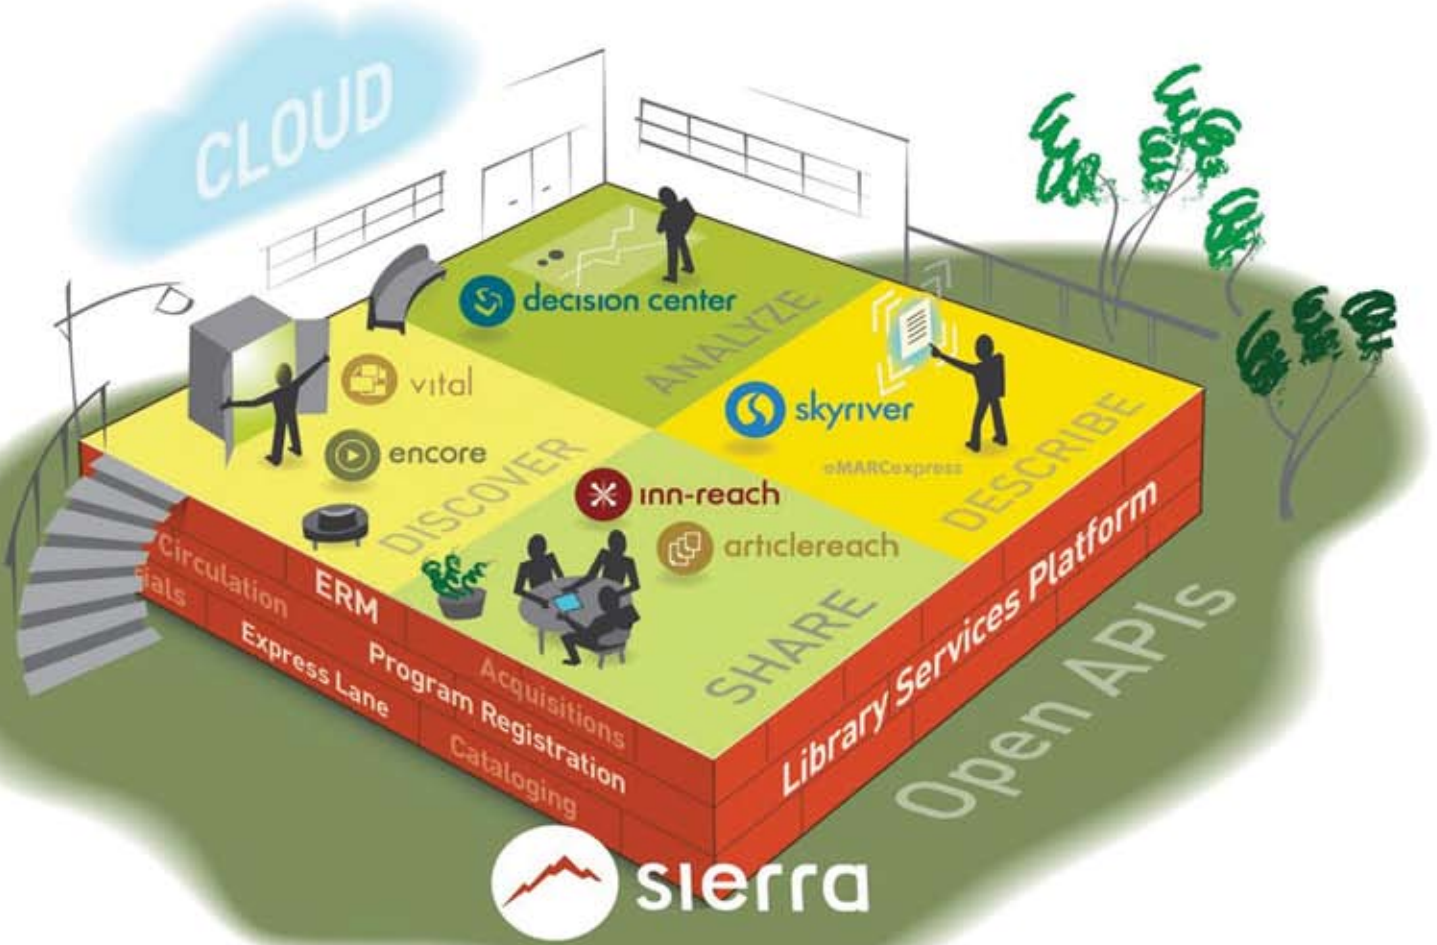 CLOUD
decision center
ANALYZE
vital
encore
DISCOVER
skyriver
eMARCexpress
DESCRIBE
inn-reach
articlereach
SHARE
Circulation
ERM
Express Lane
Program Registration
Acquisitions
Cataloging
Library Services Platform
Open APIs
sierra